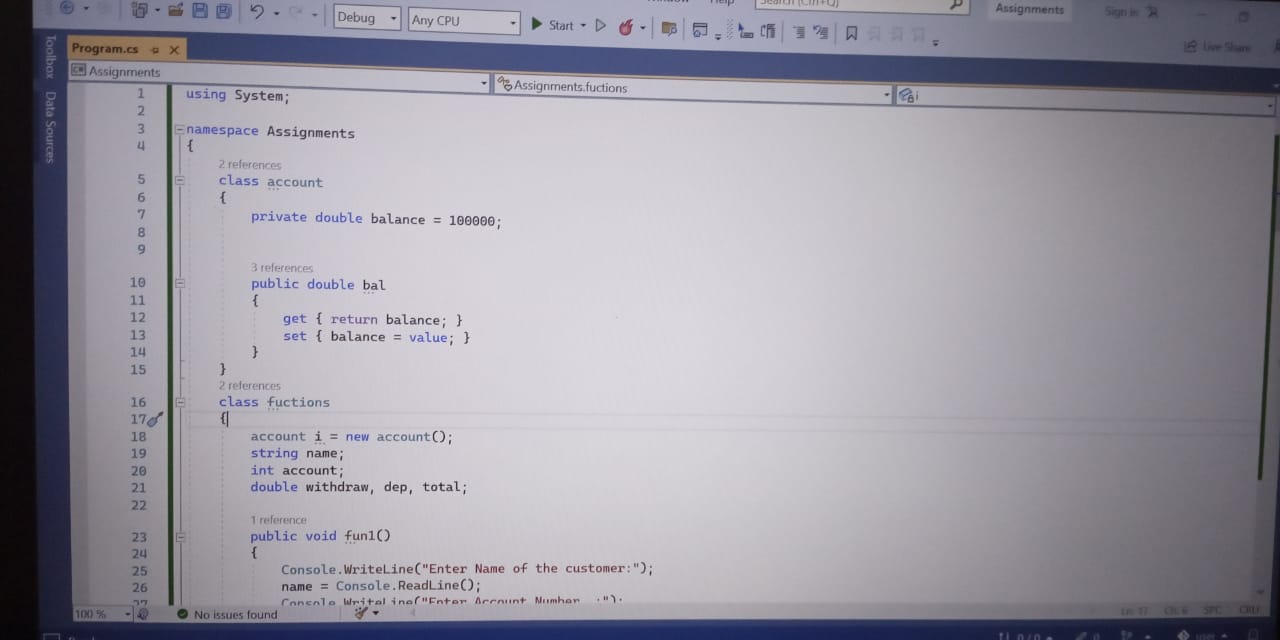 Debug
Any CPU
Start
Assignments
Sign in
Live Share
Toolbox
Data Sources
Program.cs
Assignments
Assignments.fuctions
i
1 using System;
2
3 namespace Assignments
4 {
2 references
5 class account
6 {
7 private double balance = 100000;
8
9
3 references
10 public double bal
11 {
12 get { return balance; }
13 set { balance = value; }
14 }
15 }
2 references
16 class fuctions
17 {
18 account i = new account();
19 string name;
20 int account;
21 double withdraw, dep, total;
22
1 reference
23 public void fun1()
24 {
25 Console.WriteLine("Enter Name of the customer:");
26 name = Console.ReadLine();
27 Console.WriteLine("Enter Account Number :");
100 %
No issues found
Ln: 17 Ch: 6 SPC CRLF